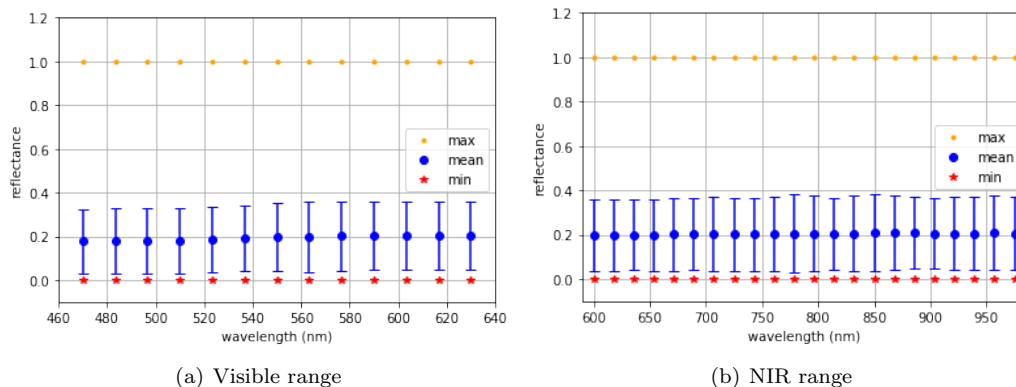 1.2
1.0
0.8
0.6
0.4
0.2
0.0
reflectance
max
mean
min
460 480 500 520 540 560 580 600 620 640
wavelength (nm)
(a) Visible range
1.2
1.0
0.8
0.6
0.4
0.2
0.0
reflectance
max
mean
min
600 650 700 750 800 850 900 950
wavelength (nm)
(b) NIR range